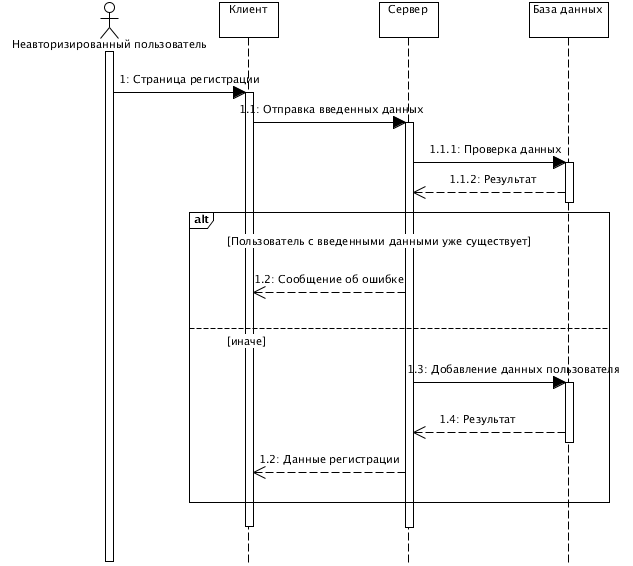 Клиент
Сервер
База данных
Неавторизированный пользователь
1: Страница регистрации
1.1: Отправка введенных данных
1.1.1: Проверка данных
1.1.2: Результат
alt
[Пользователь с введенными данными уже существует]
1.2: Сообщение об ошибке
[иначе]
1.3: Добавление данных пользователя
1.4: Результат
1.2: Данные регистрации